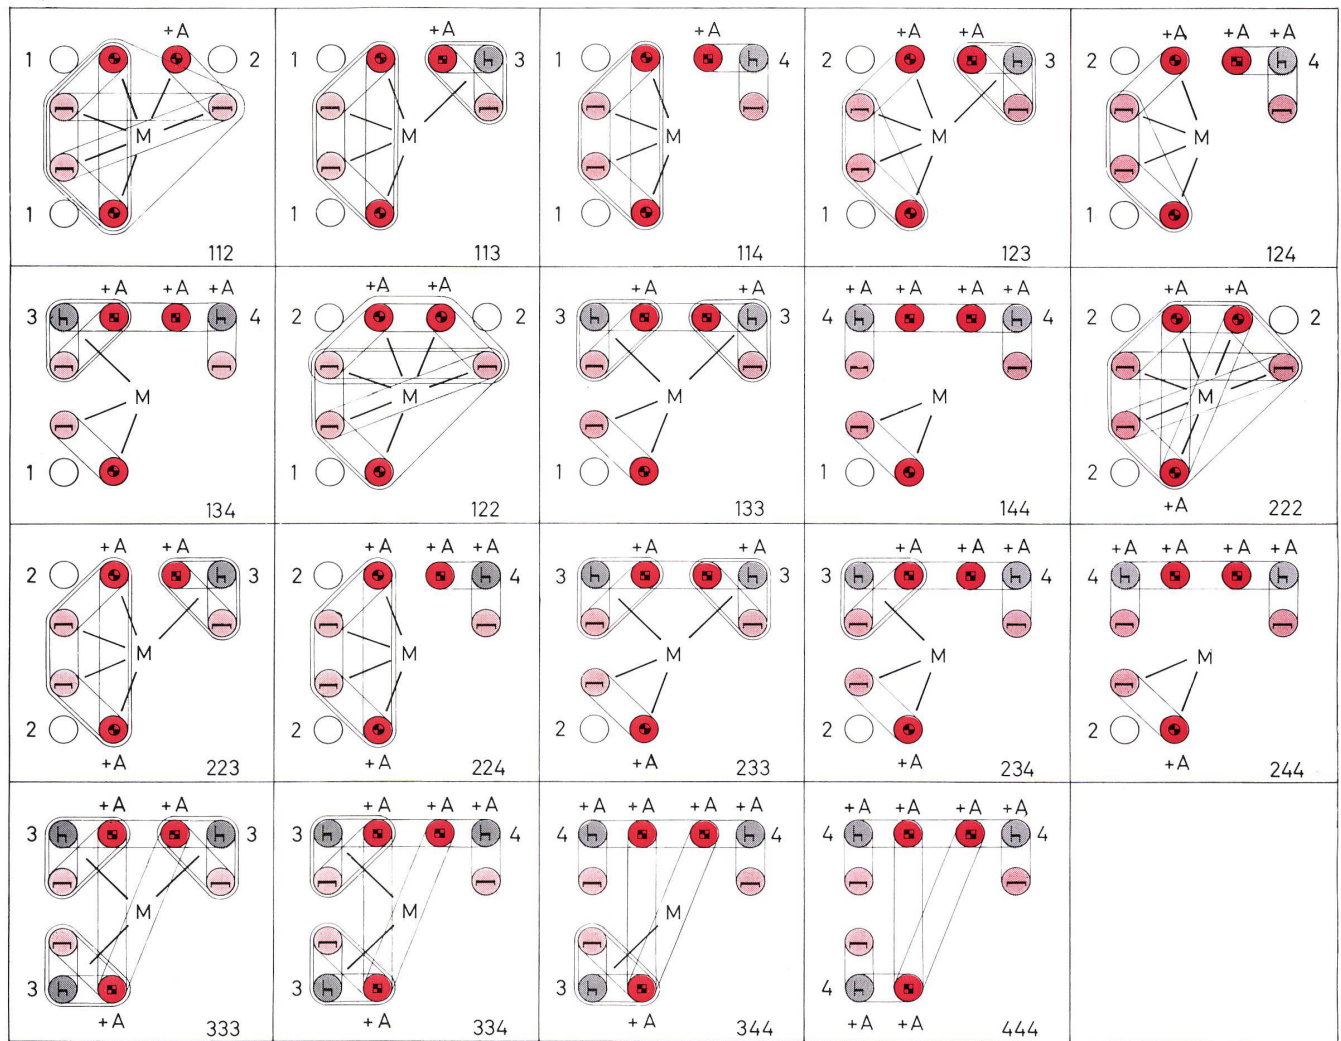 +A
1 2
M
1
112
+A
1 3
M
1
113
+A
1 4
M
1
114
+A +A
2 3
M
1
123
+A +A +A
2 4
M
1
124
+A +A +A
3 4
M
1
134
+A +A
2 2
M
1
122
+A +A +A +A
3 3
M
1
133
+A +A +A +A
4 4
M
1
144
+A +A
2 2
M
2
+A
222
+A +A
2 3
M
2
+A
223
+A +A +A
2 4
M
2
+A
224
+A +A
3 3
M
2
+A
233
+A +A +A
3 4
M
2
+A
234
+A +A +A +A
4 4
M
2
+A
244
+A +A
3 3
M
3
+A
333
+A +A +A
3 4
M
3
+A
334
+A +A +A +A
4 4
M
3
+A
344
+A +A +A +A
4 4
4
+A +A
444